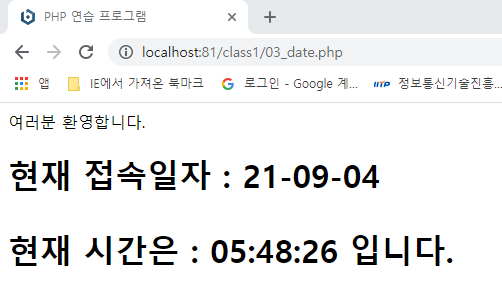 PHP 연습 프로그램
localhost:81/class1/03_date.php
앱 IE에서 가져온 북마크 로그인 - Google 계... IITP 정보통신기술진흥...
여러분 환영합니다.
현재 접속일자 : 21-09-04
현재 시간은 : 05:48:26 입니다.